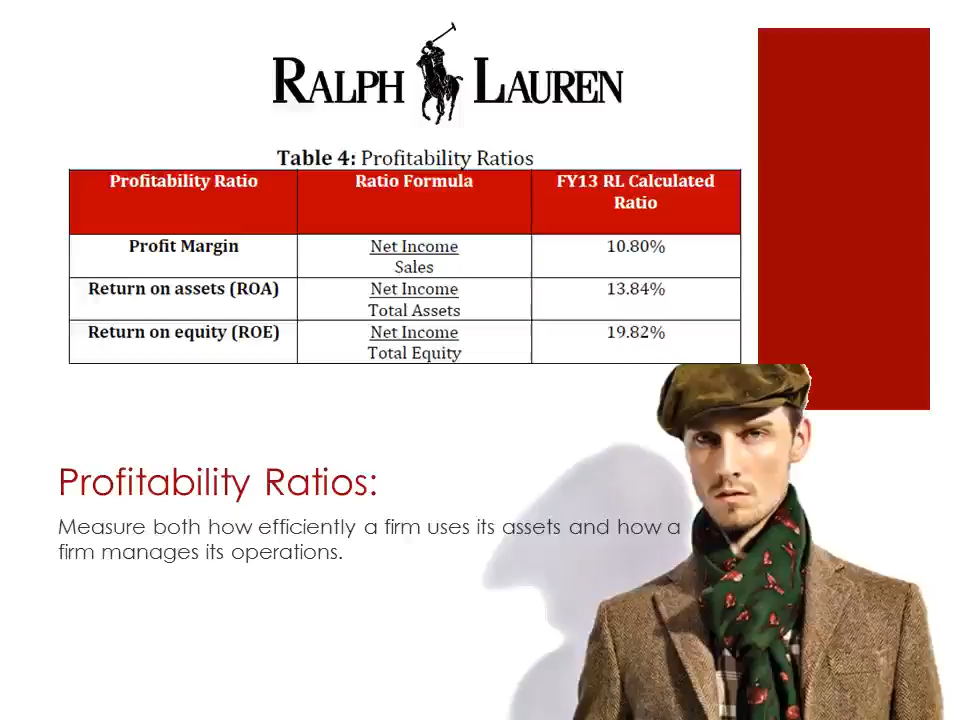 RALPH LAUREN
Table 4: Profitability Ratios
Profitability Ratio Ratio Formula FY13 RL Calculated
Ratio
Profit Margin Net Income 10.80%
Sales
Return on assets (ROA) Net Income 13.84%
Total Assets
Return on equity (ROE) Net Income 19.82%
Total Equity
Profitability Ratios:
Measure both how efficiently a firm uses its assets and how a
firm manages its operations.